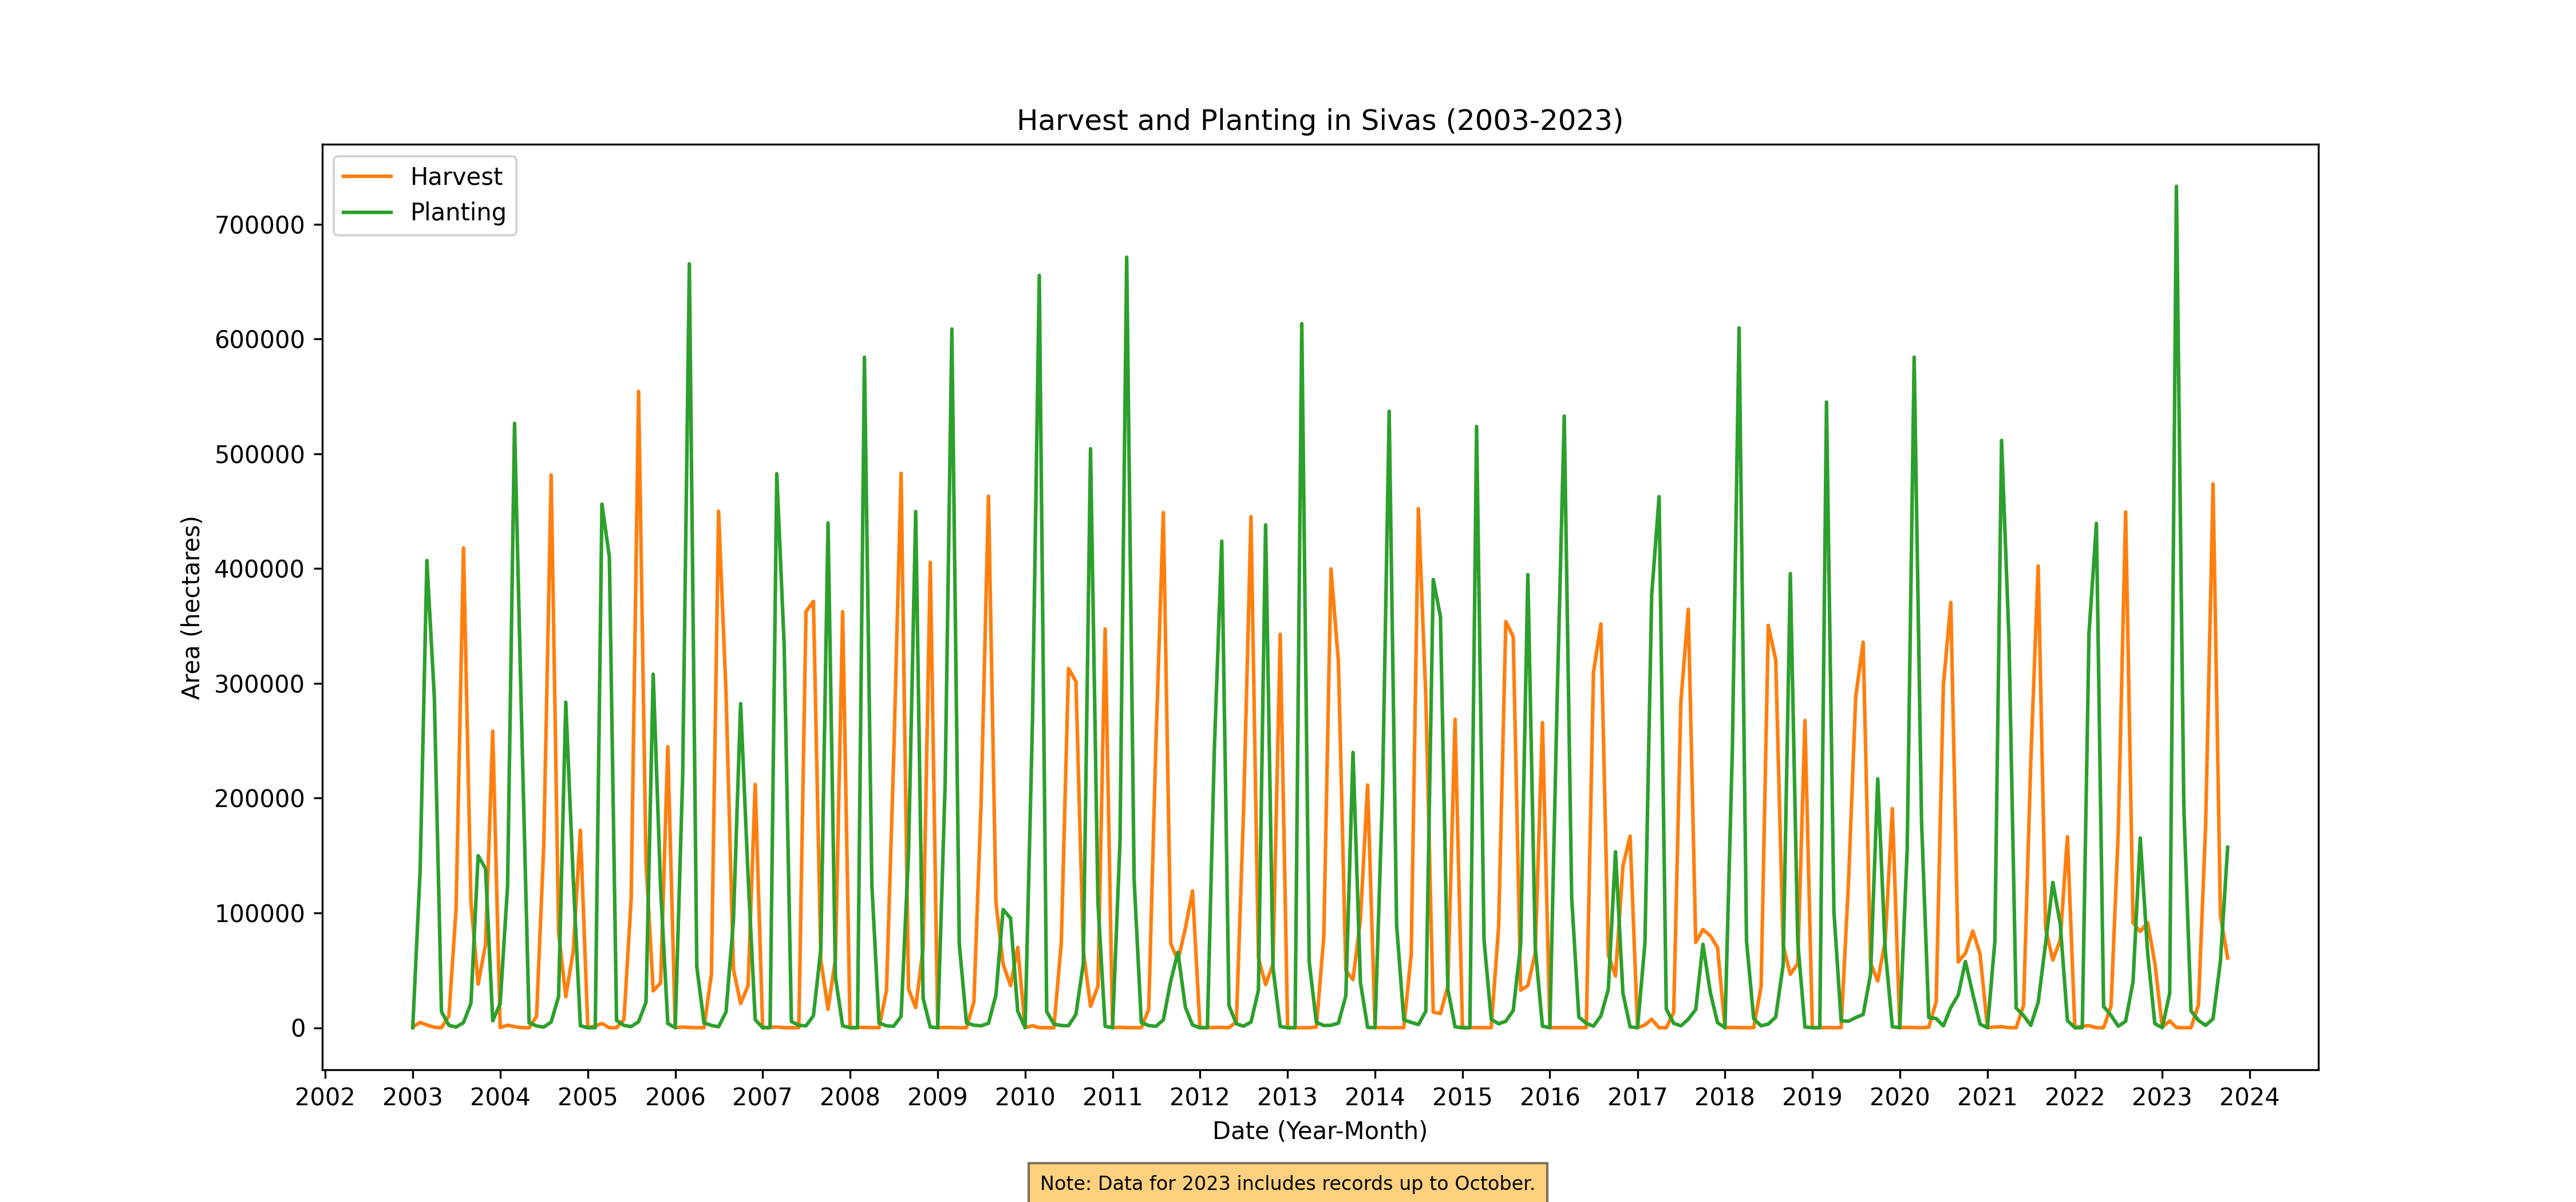 Harvest and Planting in Sivas (2003-2023)
Harvest
Planting
700000
600000
500000
400000
300000
200000
100000
0
Area (hectares)
2002 2003 2004 2005 2006 2007 2008 2009 2010 2011 2012 2013 2014 2015 2016 2017 2018 2019 2020 2021 2022 2023 2024
Date (Year-Month)
Note: Data for 2023 includes records up to October.